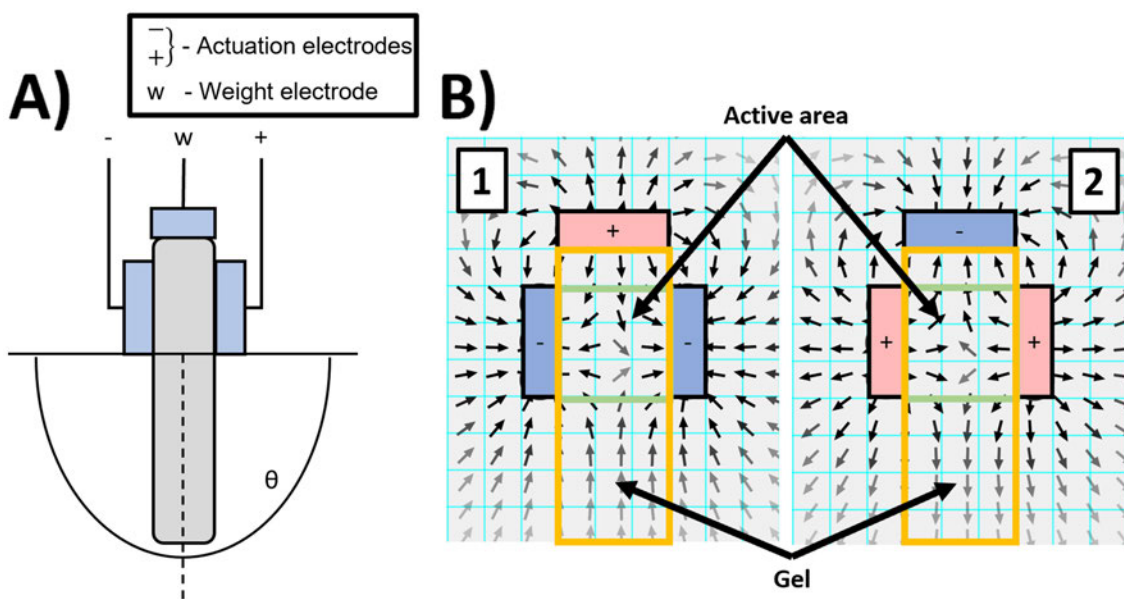 −
+ } - Actuation electrodes
w - Weight electrode
A)
B)
- w +
θ
Active area
1
2
+
-
- -
+ +
Gel